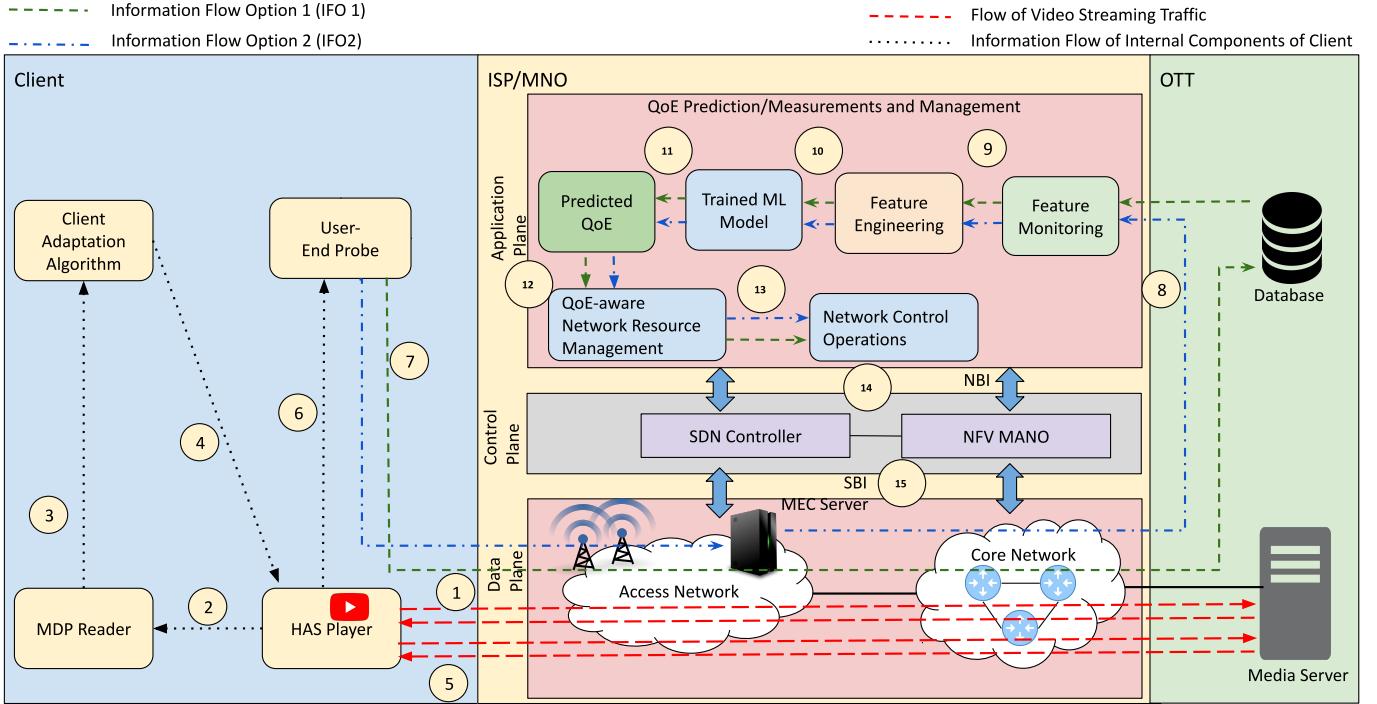 Information Flow Option 1 (IFO 1)
Information Flow Option 2 (IFO2)
Flow of Video Streaming Traffic
Information Flow of Internal Components of Client
Client
ISP/MNO
OTT
QoE Prediction/Measurements and Management
Application
Plane
11
10
9
Predicted
QoE
Trained ML
Model
Feature
Engineering
Feature
Monitoring
Client
Adaptation
Algorithm
User-
End Probe
12
13
8
Database
QoE-aware
Network Resource
Management
Network Control
Operations
7
14
NBI
6
4
Control
Plane
SDN Controller
NFV MANO
3
SBI
15
MEC Server
Data
Plane
Core Network
Access Network
1
2
MDP Reader
HAS Player
5
Media Server